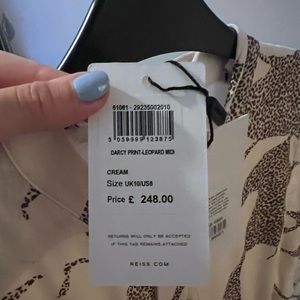 61061 - 29235002010
5 059999 123875
DARCY PRINT-LEOPARD MIDI
CREAM
Size UK10/US6
Price £ 248.00
RETURNS WILL ONLY BE ACCEPTED
IF THIS TAG REMAINS ATTACHED
REISS.COM